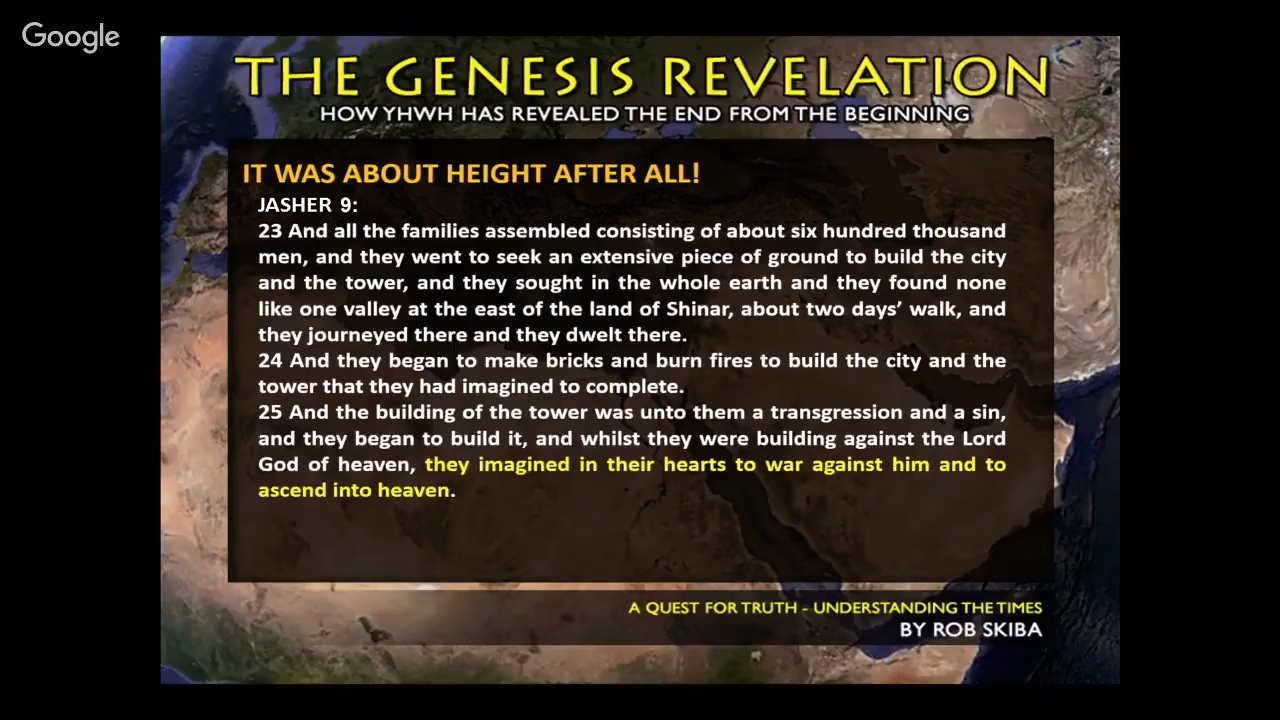 Google
THE GENESIS REVELATION
HOW YHWH HAS REVEALED THE END FROM THE BEGINNING
IT WAS ABOUT HEIGHT AFTER ALL!
JASHER 9:
23 And all the families assembled consisting of about six hundred thousand
men, and they went to seek an extensive piece of ground to build the city
and the tower, and they sought in the whole earth and they found none
like one valley at the east of the land of Shinar, about two days’ walk, and
they journeyed there and they dwelt there.
24 And they began to make bricks and burn fires to build the city and the
tower that they had imagined to complete.
25 And the building of the tower was unto them a transgression and a sin,
and they began to build it, and whilst they were building against the Lord
God of heaven, they imagined in their hearts to war against him and to
ascend into heaven.
A QUEST FOR TRUTH - UNDERSTANDING THE TIMES
BY ROB SKIBA